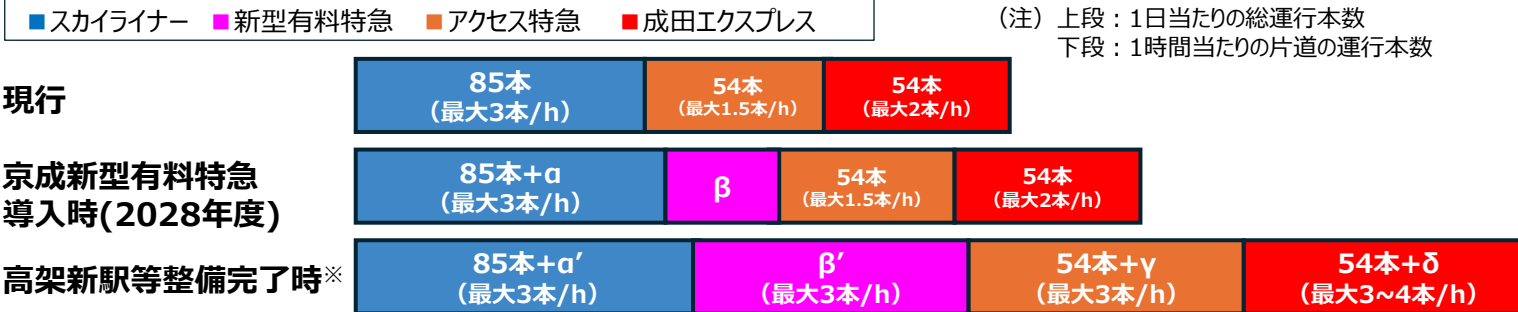 ■スカイライナー ■新型有料特急 ■アクセス特急 ■成田エクスプレス
（注）上段：1日当たりの総運行本数
下段：1時間当たりの片道の運行本数
現行
85本
（最大3本/h）
54本
（最大1.5本/h）
54本
（最大2本/h）
京成新型有料特急
導入時(2028年度)
85本+α
（最大3本/h）
β
54本
（最大1.5本/h）
54本
（最大2本/h）
高架新駅等整備完了時※
85本+α′
（最大3本/h）
β′
（最大3本/h）
54本+γ
（最大3本/h）
54本+δ
（最大3~4本/h）